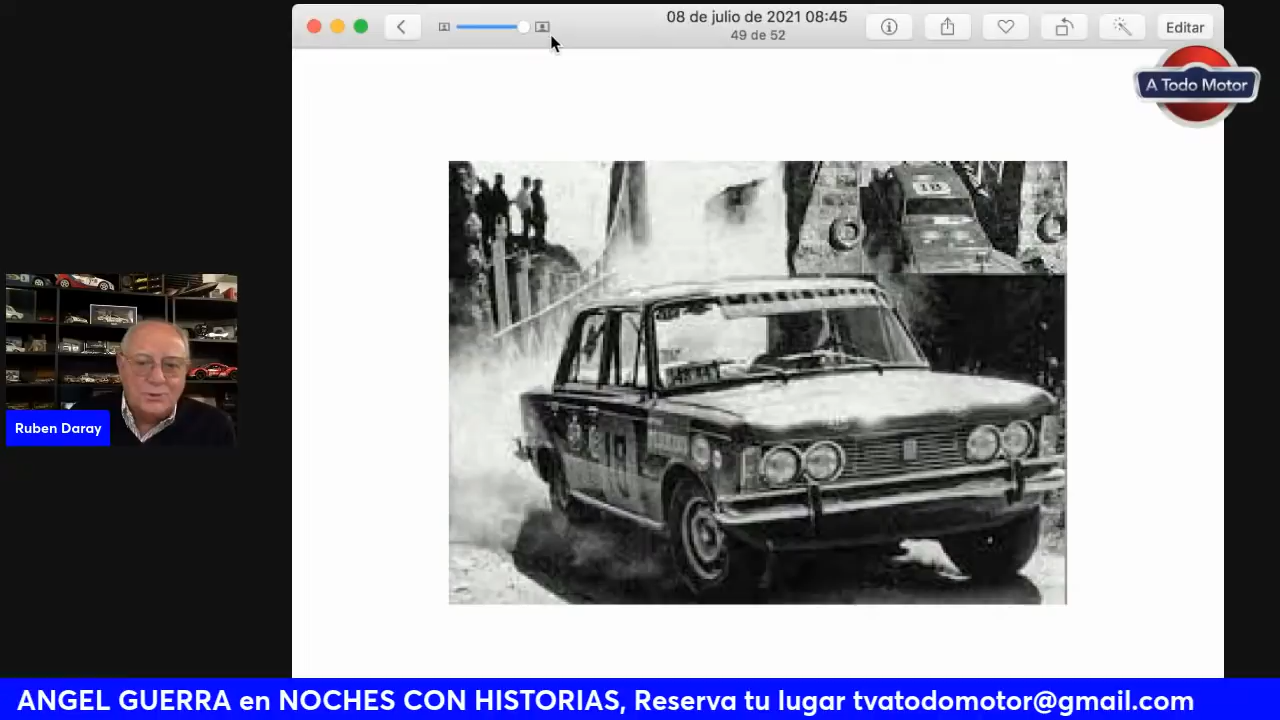 08 de julio de 2021 08:45
49 de 52
Editar
A Todo Motor
18
Ruben Daray
ANGEL GUERRA en NOCHES CON HISTORIAS, Reserva tu lugar tvatodomotor@gmail.com